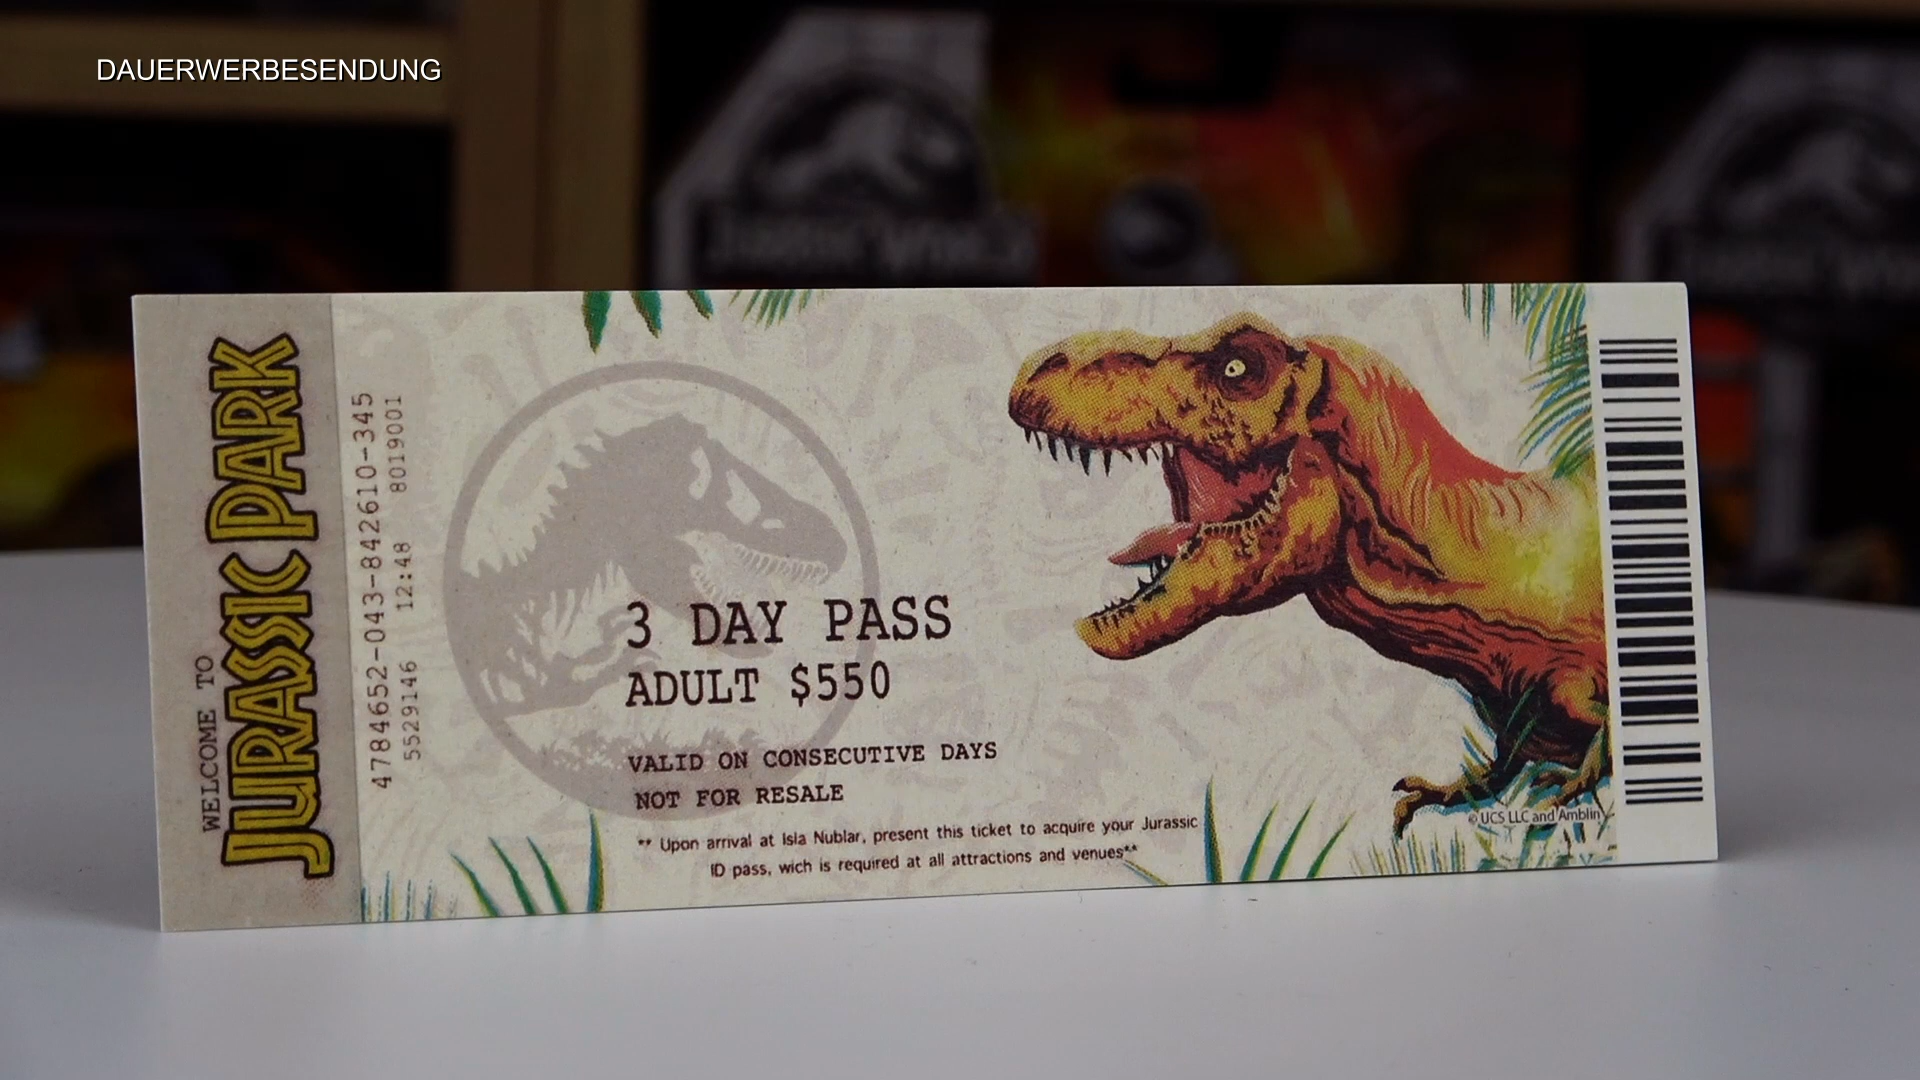 DAUERWERBESENDUNG
WELCOME TO
JURASSIC PARK
4784652-043-842610-345
5529146 12:48 8019001
3 DAY PASS
ADULT $550
VALID ON CONSECUTIVE DAYS
NOT FOR RESALE
** Upon arrival at Isla Nublar, present this ticket to acquire your Jurassic
ID pass, wich is required at all attractions and venues**
© UCS LLC and Amblin
JURASSIC WORLD